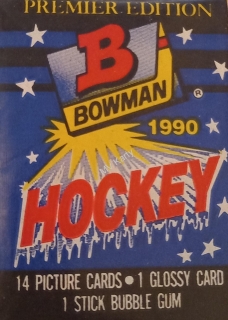 PREMIER EDITION
B
BOWMAN
®
1990
HOCKEY
14 PICTURE CARDS • 1 GLOSSY CARD
1 STICK BUBBLE GUM